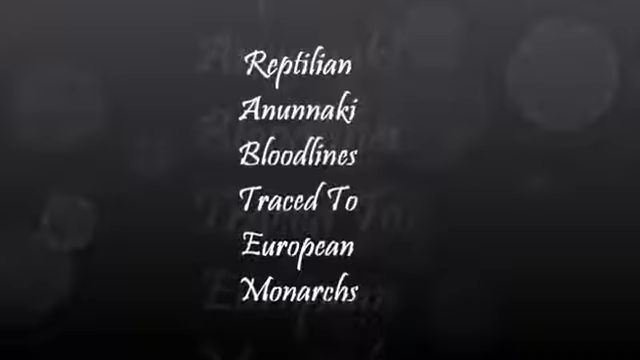 Reptilian
Anunnaki
Bloodlines
Traced To
European
Monarchs